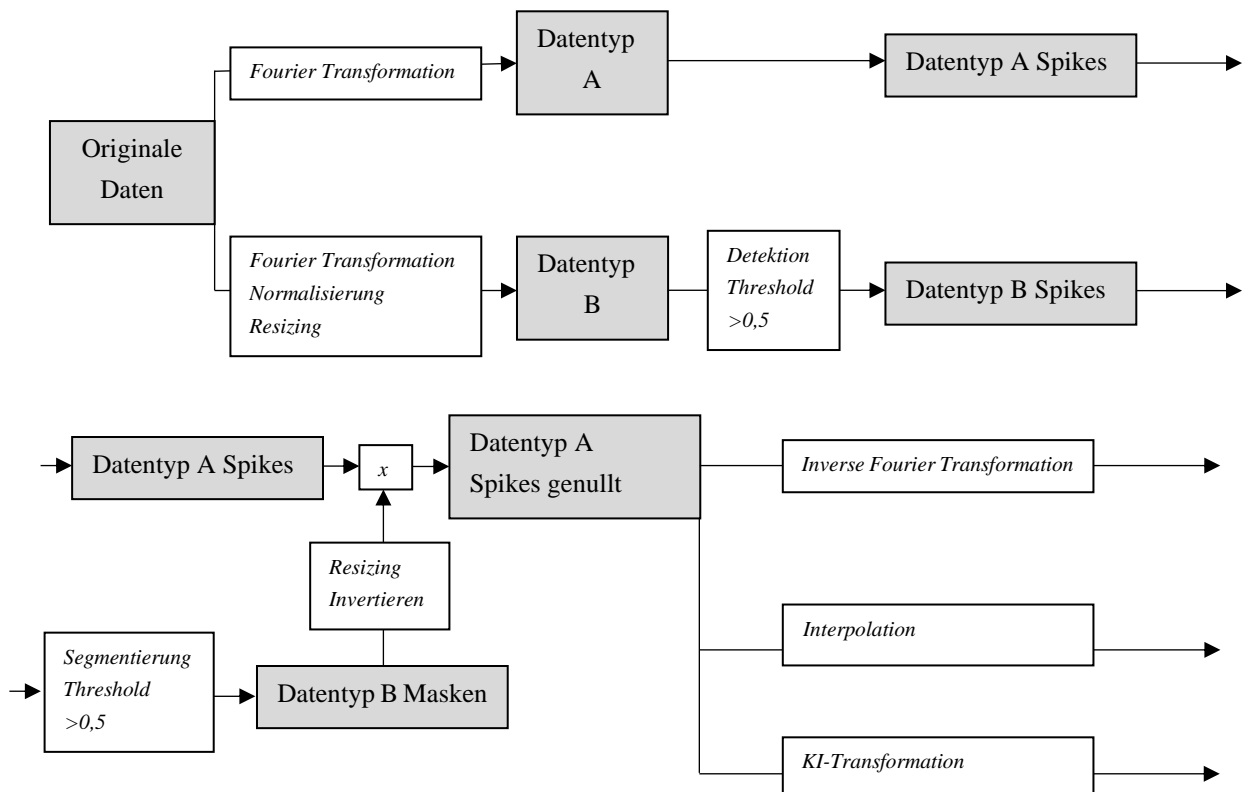 Fourier Transformation
Datentyp
A
Datentyp A Spikes
Originale
Daten
Fourier Transformation
Normalisierung
Resizing
Datentyp
B
Detektion
Threshold
>0,5
Datentyp B Spikes
Datentyp A Spikes
x
Datentyp A
Spikes genullt
Inverse Fourier Transformation
Resizing
Invertieren
Interpolation
Segmentierung
Threshold
>0,5
Datentyp B Masken
KI-Transformation